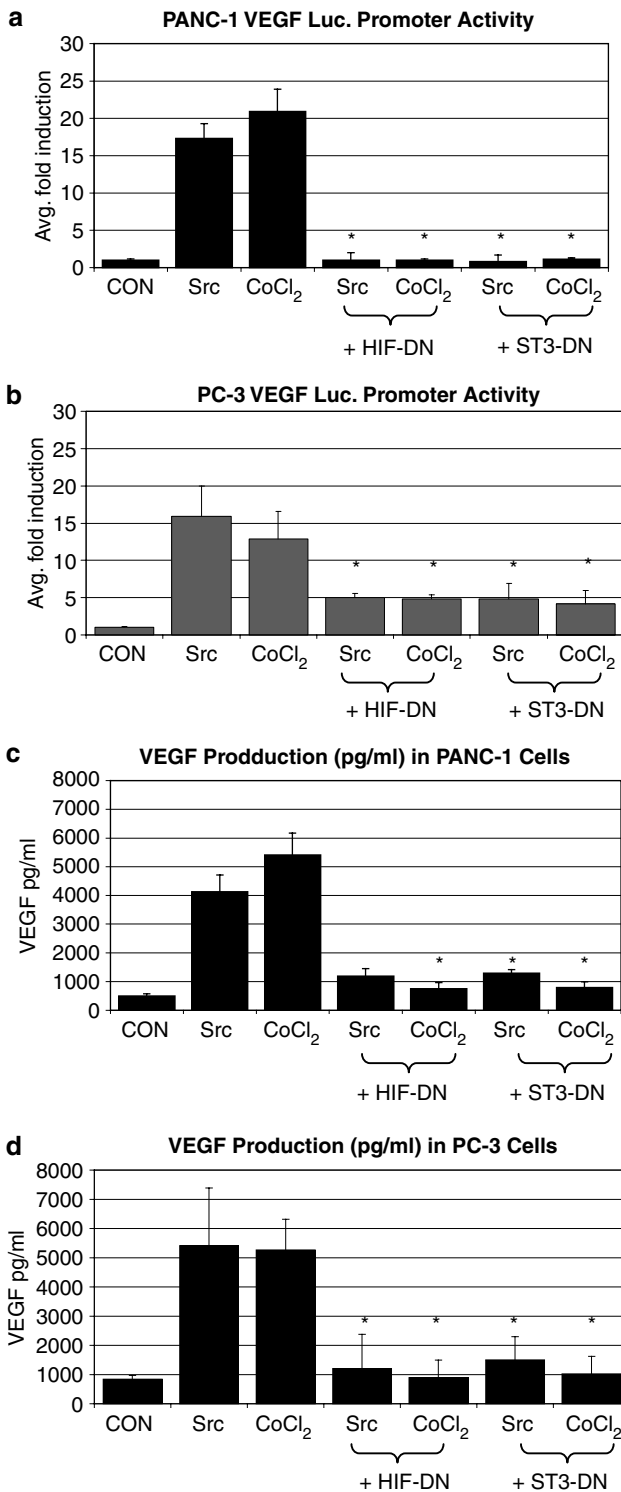 a PANC-1 VEGF Luc. Promoter Activity
30
25
20
15
10
5
0
Avg. fold induction
* * * *
CON Src CoCl₂ Src CoCl₂ Src CoCl₂
+ HIF-DN + ST3-DN
b PC-3 VEGF Luc. Promoter Activity
30
25
20
15
10
5
0
Avg. fold induction
* * * *
CON Src CoCl₂ Src CoCl₂ Src CoCl₂
+ HIF-DN + ST3-DN
c VEGF Prodduction (pg/ml) in PANC-1 Cells
8000
7000
6000
5000
4000
3000
2000
1000
0
VEGF pg/ml
* * *
CON Src CoCl₂ Src CoCl₂ Src CoCl₂
+ HIF-DN + ST3-DN
d VEGF Production (pg/ml) in PC-3 Cells
8000
7000
6000
5000
4000
3000
2000
1000
0
VEGF pg/ml
* * * *
CON Src CoCl₂ Src CoCl₂ Src CoCl₂
+ HIF-DN + ST3-DN